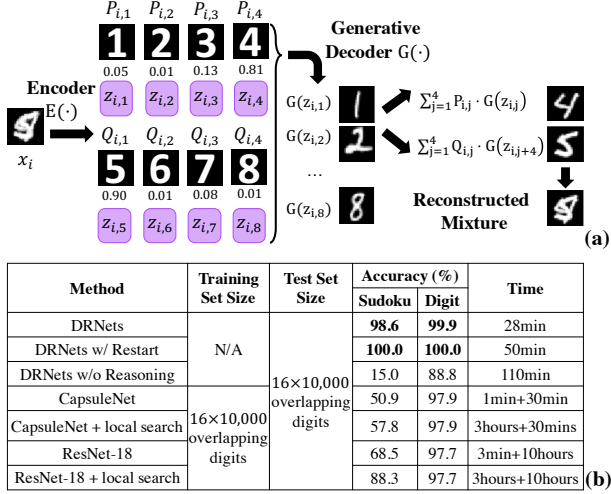 P_{i,1} P_{i,2} P_{i,3} P_{i,4}
1 2 3 4
0.05 0.01 0.13 0.81
z_{i,1} z_{i,2} z_{i,3} z_{i,4}
Encoder
E(·)
x_i
Q_{i,1} Q_{i,2} Q_{i,3} Q_{i,4}
5 6 7 8
0.90 0.01 0.08 0.01
z_{i,5} z_{i,6} z_{i,7} z_{i,8}
Generative
Decoder G(·)
G(z_{i,1}) 1
G(z_{i,2}) 2
...
G(z_{i,8}) 8
∑_{j=1}^4 P_{i,j} · G(z_{i,j}) 4
∑_{j=1}^4 Q_{i,j} · G(z_{i,j+4}) 5
Reconstructed
Mixture
(a)
Method Training Set Size Test Set Size Accuracy (%) Time
Sudoku Digit
DRNets N/A 16×10,000 overlapping digits 98.6 99.9 28min
DRNets w/ Restart 100.0 100.0 50min
DRNets w/o Reasoning 15.0 88.8 110min
CapsuleNet 16×10,000 overlapping digits 50.9 97.9 1min+30min
CapsuleNet + local search 57.8 97.9 3hours+30mins
ResNet-18 68.5 97.7 3min+10hours
ResNet-18 + local search 88.3 97.7 3hours+10hours
(b)